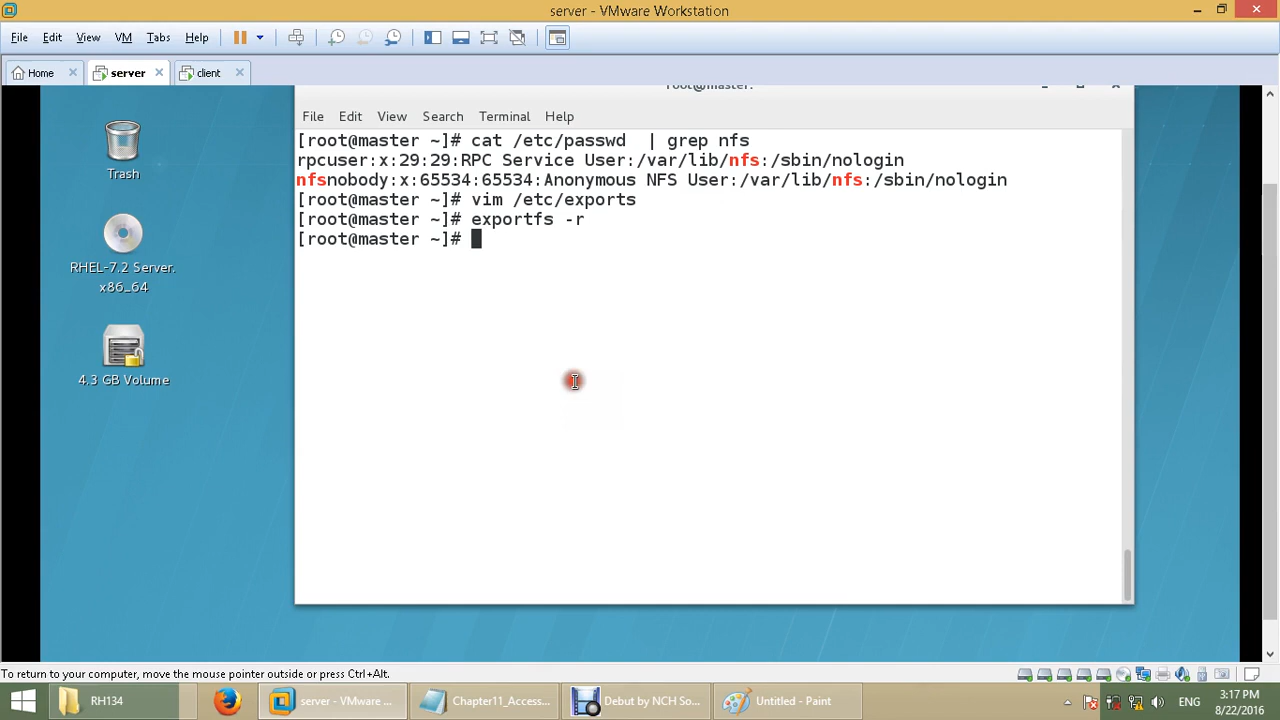 server - VMware Workstation
File Edit View VM Tabs Help
Home server client
root@master:
File Edit View Search Terminal Help
[root@master ~]# cat /etc/passwd  | grep nfs
rpcuser:x:29:29:RPC Service User:/var/lib/nfs:/sbin/nologin
nfsnobody:x:65534:65534:Anonymous NFS User:/var/lib/nfs:/sbin/nologin
[root@master ~]# vim /etc/exports
[root@master ~]# exportfs -r
[root@master ~]#
Trash
RHEL-7.2 Server.
x86_64
4.3 GB Volume
To return to your computer, move the mouse pointer outside or press Ctrl+Alt.
RH134 server - VMware ... Chapter11_Access... Debut by NCH So... Untitled - Paint ENG
3:17 PM
8/22/2016